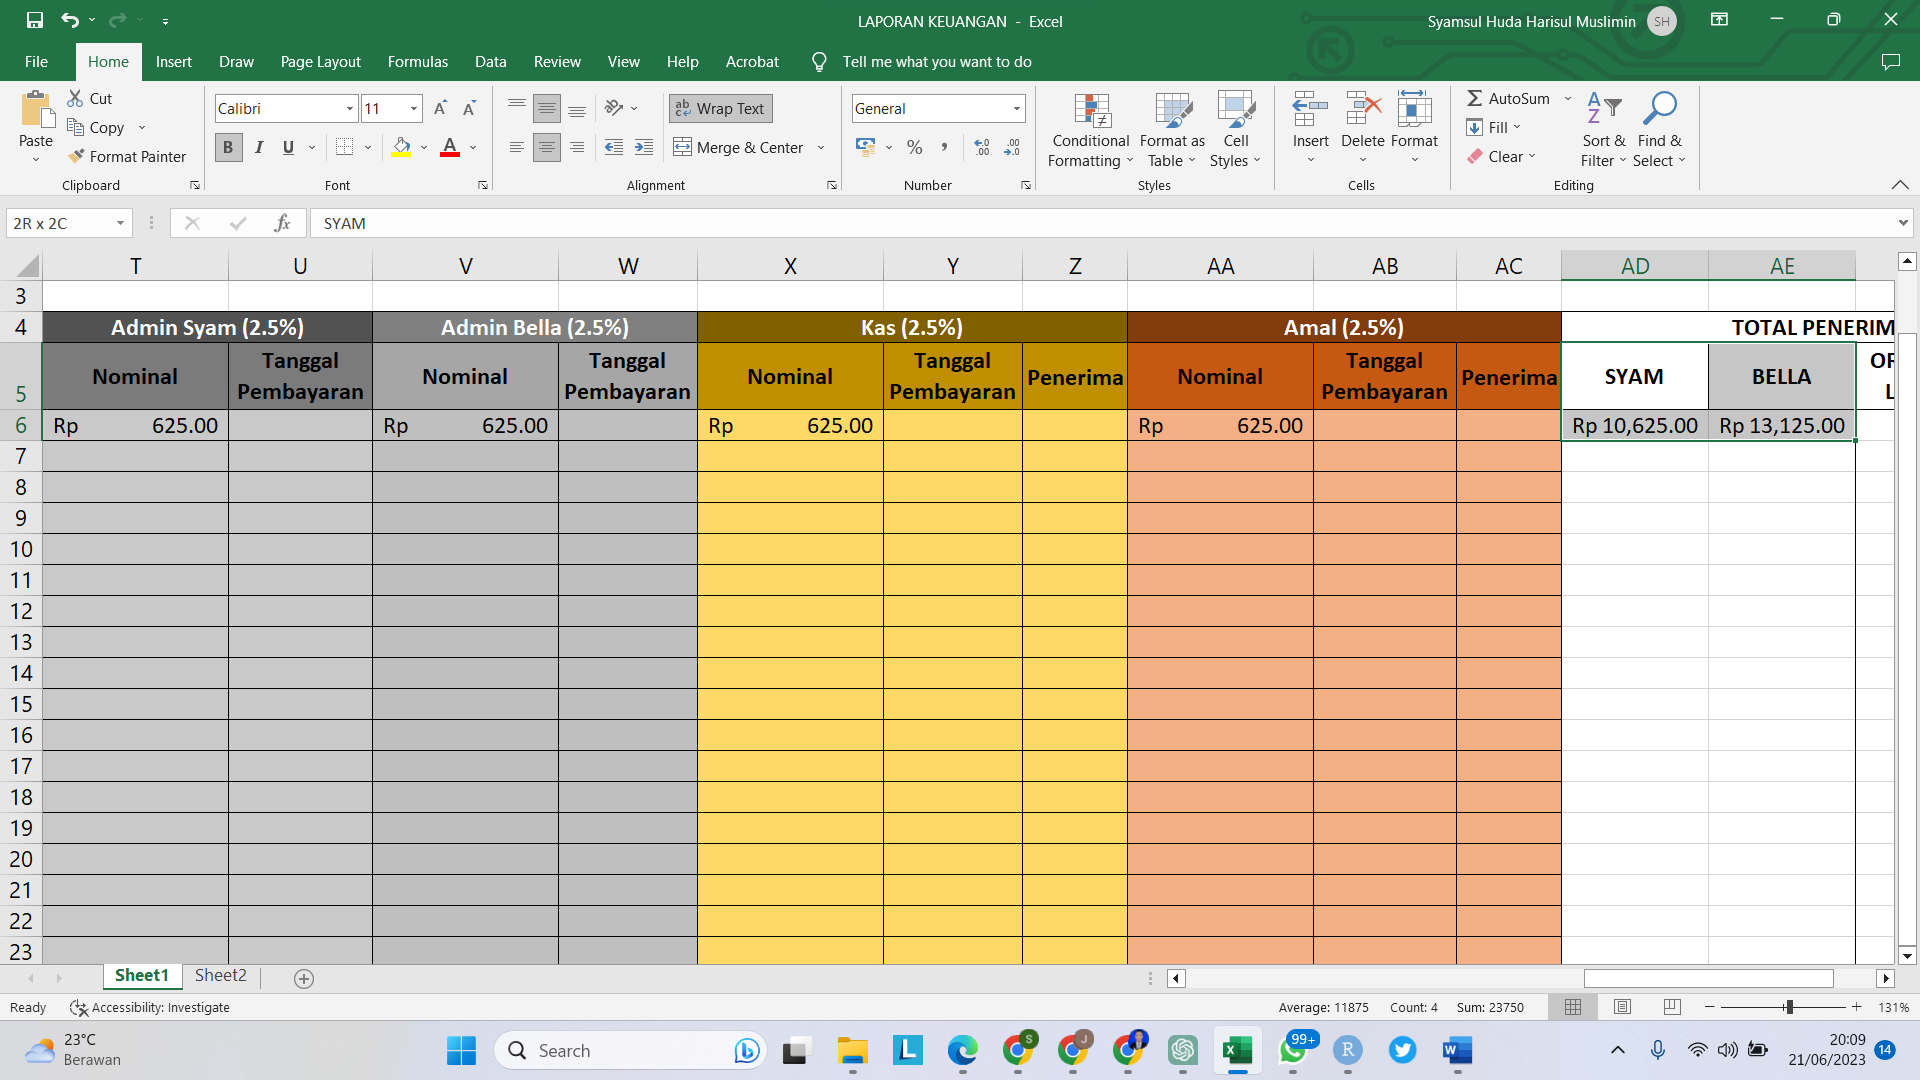 LAPORAN KEUANGAN - Excel
Syamsul Huda Harisul Muslimin
SH
File
Home
Insert
Draw
Page Layout
Formulas
Data
Review
View
Help
Acrobat
Tell me what you want to do
Paste
Cut
Copy
Format Painter
Clipboard
Calibri
11
B I U
Font
Wrap Text
Merge & Center
Alignment
General
Number
Conditional Formatting
Format as Table
Cell Styles
Styles
Insert
Delete
Format
Cells
AutoSum
Fill
Clear
Sort & Filter
Find & Select
Editing
2R x 2C
fx
SYAM
T U V W X Y Z AA AB AC AD AE
3
4 Admin Syam (2.5%) Admin Bella (2.5%) Kas (2.5%) Amal (2.5%) TOTAL PENERIM
5 Nominal Tanggal Pembayaran Nominal Tanggal Pembayaran Nominal Tanggal Pembayaran Penerima Nominal Tanggal Pembayaran Penerima SYAM BELLA
6 Rp 625.00 Rp 625.00 Rp 625.00 Rp 625.00 Rp 10,625.00 Rp 13,125.00
7
8
9
10
11
12
13
14
15
16
17
18
19
20
21
22
23
Sheet1
Sheet2
Ready
Accessibility: Investigate
Average: 11875
Count: 4
Sum: 23750
131%
23°C
Berawan
Search
99+
20:09
21/06/2023
14